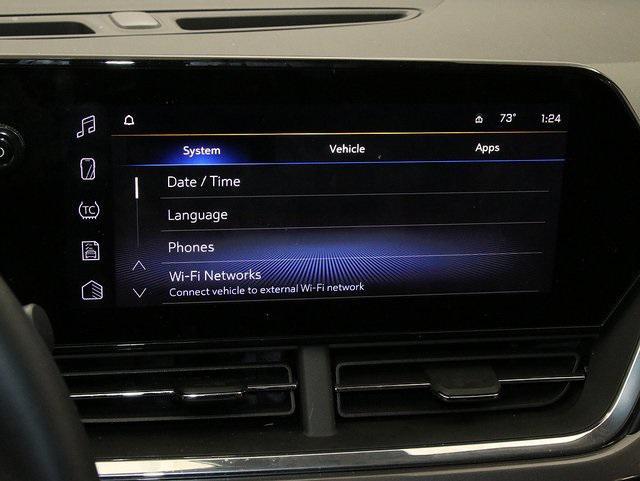 73° 1:24
System Vehicle Apps
Date / Time
TC
Language
Phones
Wi-Fi Networks
Connect vehicle to external Wi-Fi network